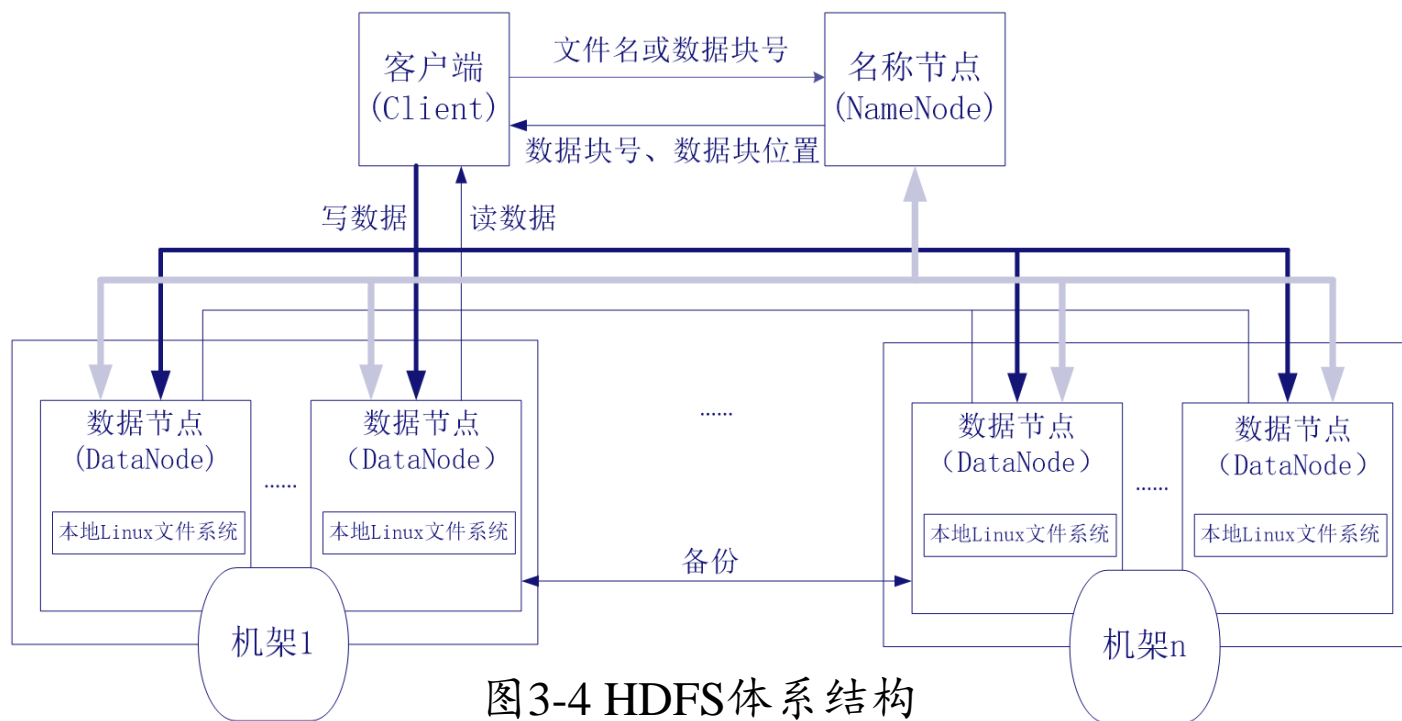 客户端
(Client)
文件名或数据块号
名称节点
(NameNode)
数据块号、数据块位置
写数据
读数据
数据节点
(DataNode)
......
数据节点
（DataNode）
......
数据节点
（DataNode）
......
数据节点
（DataNode）
本地Linux文件系统
本地Linux文件系统
本地Linux文件系统
本地Linux文件系统
备份
机架1
机架n
图3-4 HDFS体系结构